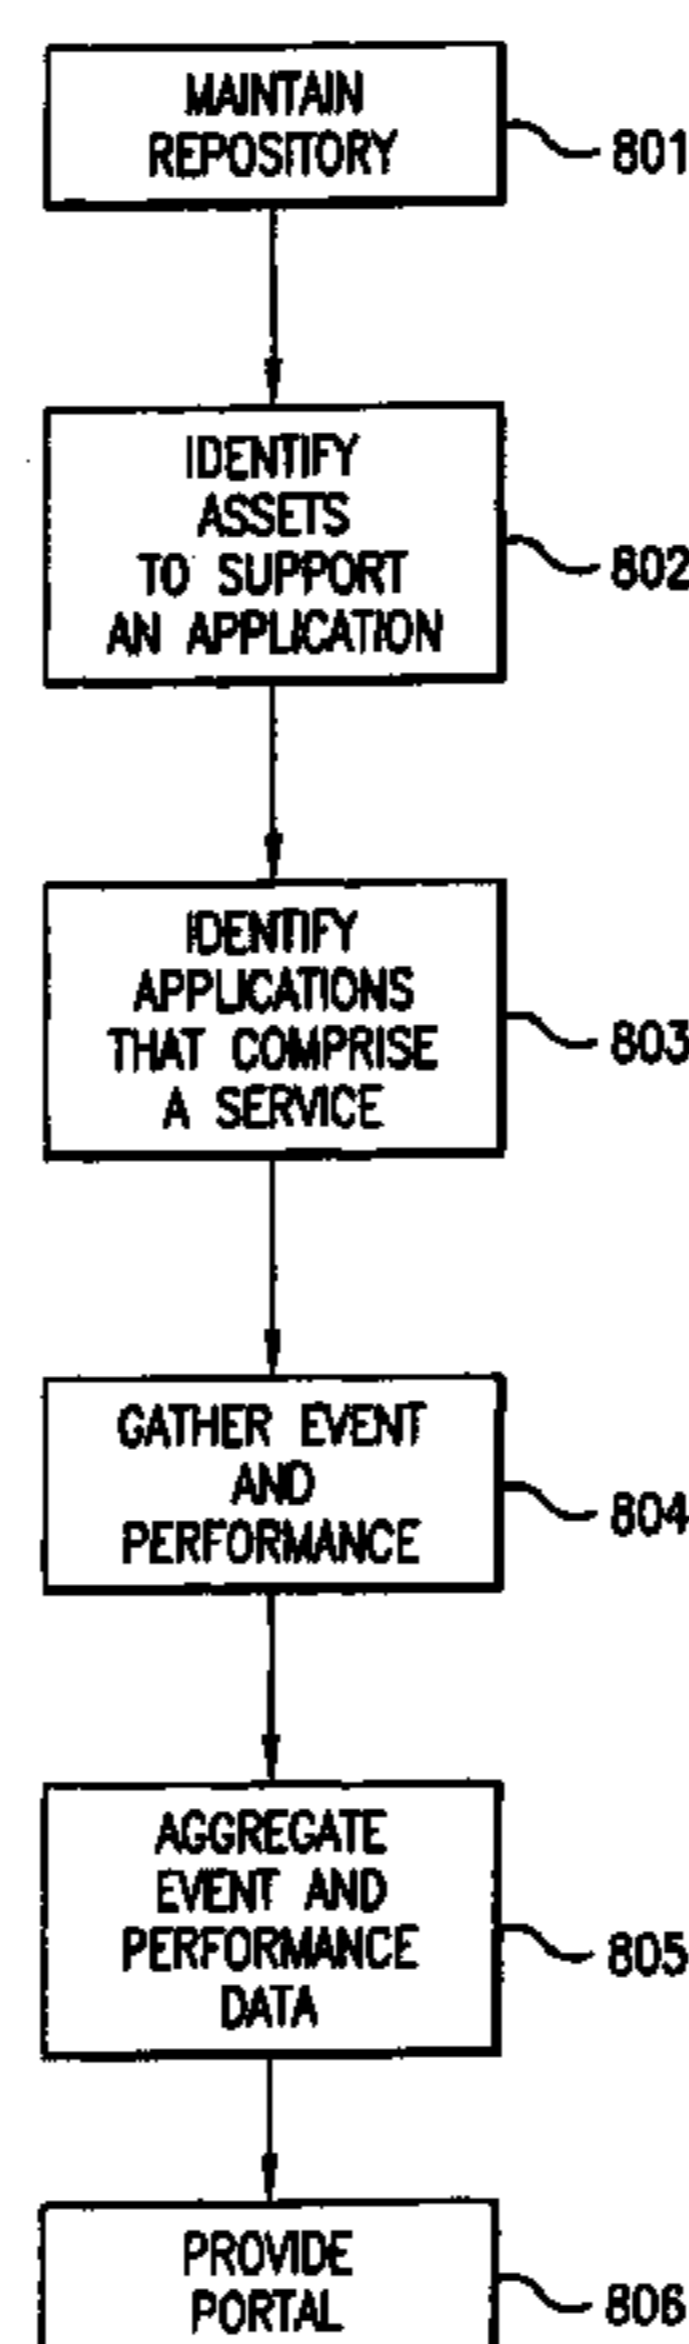 MAINTAIN
REPOSITORY
801
IDENTIFY
ASSETS
TO SUPPORT
AN APPLICATION
802
IDENTIFY
APPLICATIONS
THAT COMPRISE
A SERVICE
803
GATHER EVENT
AND
PERFORMANCE
804
AGGREGATE
EVENT AND
PERFORMANCE
DATA
805
PROVIDE
PORTAL
806